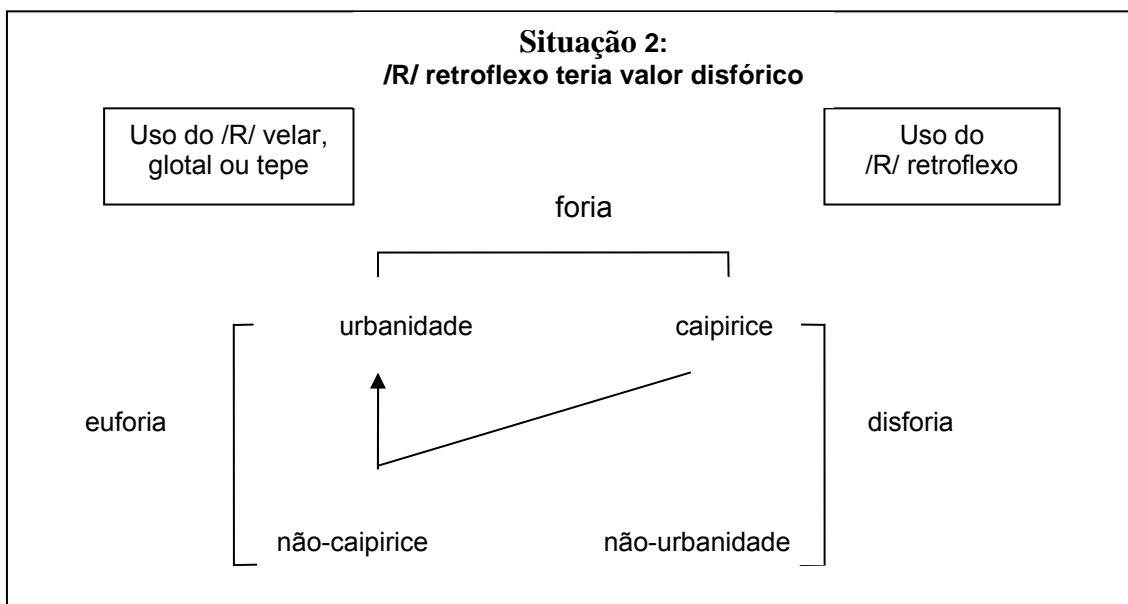 Situação 2:
/R/ retroflexo teria valor disfórico
Uso do /R/ velar,
glotal ou tepe
Uso do
/R/ retroflexo
foria
urbanidade
caipirice
euforia
disforia
não-caipirice
não-urbanidade